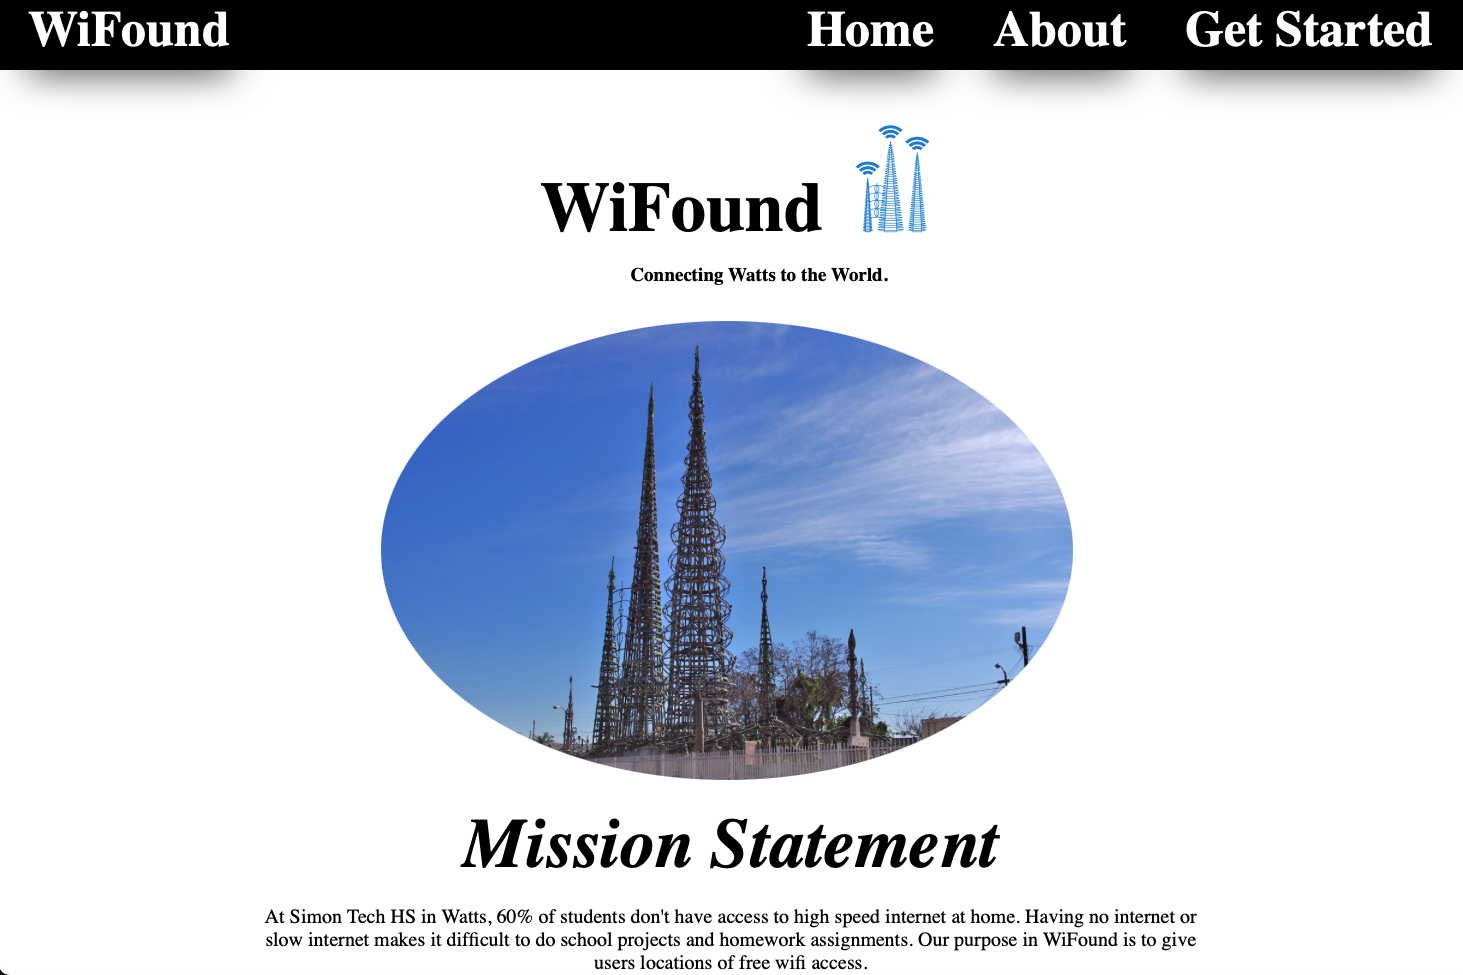 WiFound Home About Get Started
WiFound
Connecting Watts to the World.
Mission Statement
At Simon Tech HS in Watts, 60% of students don't have access to high speed internet at home. Having no internet or
slow internet makes it difficult to do school projects and homework assignments. Our purpose in WiFound is to give
users locations of free wifi access.